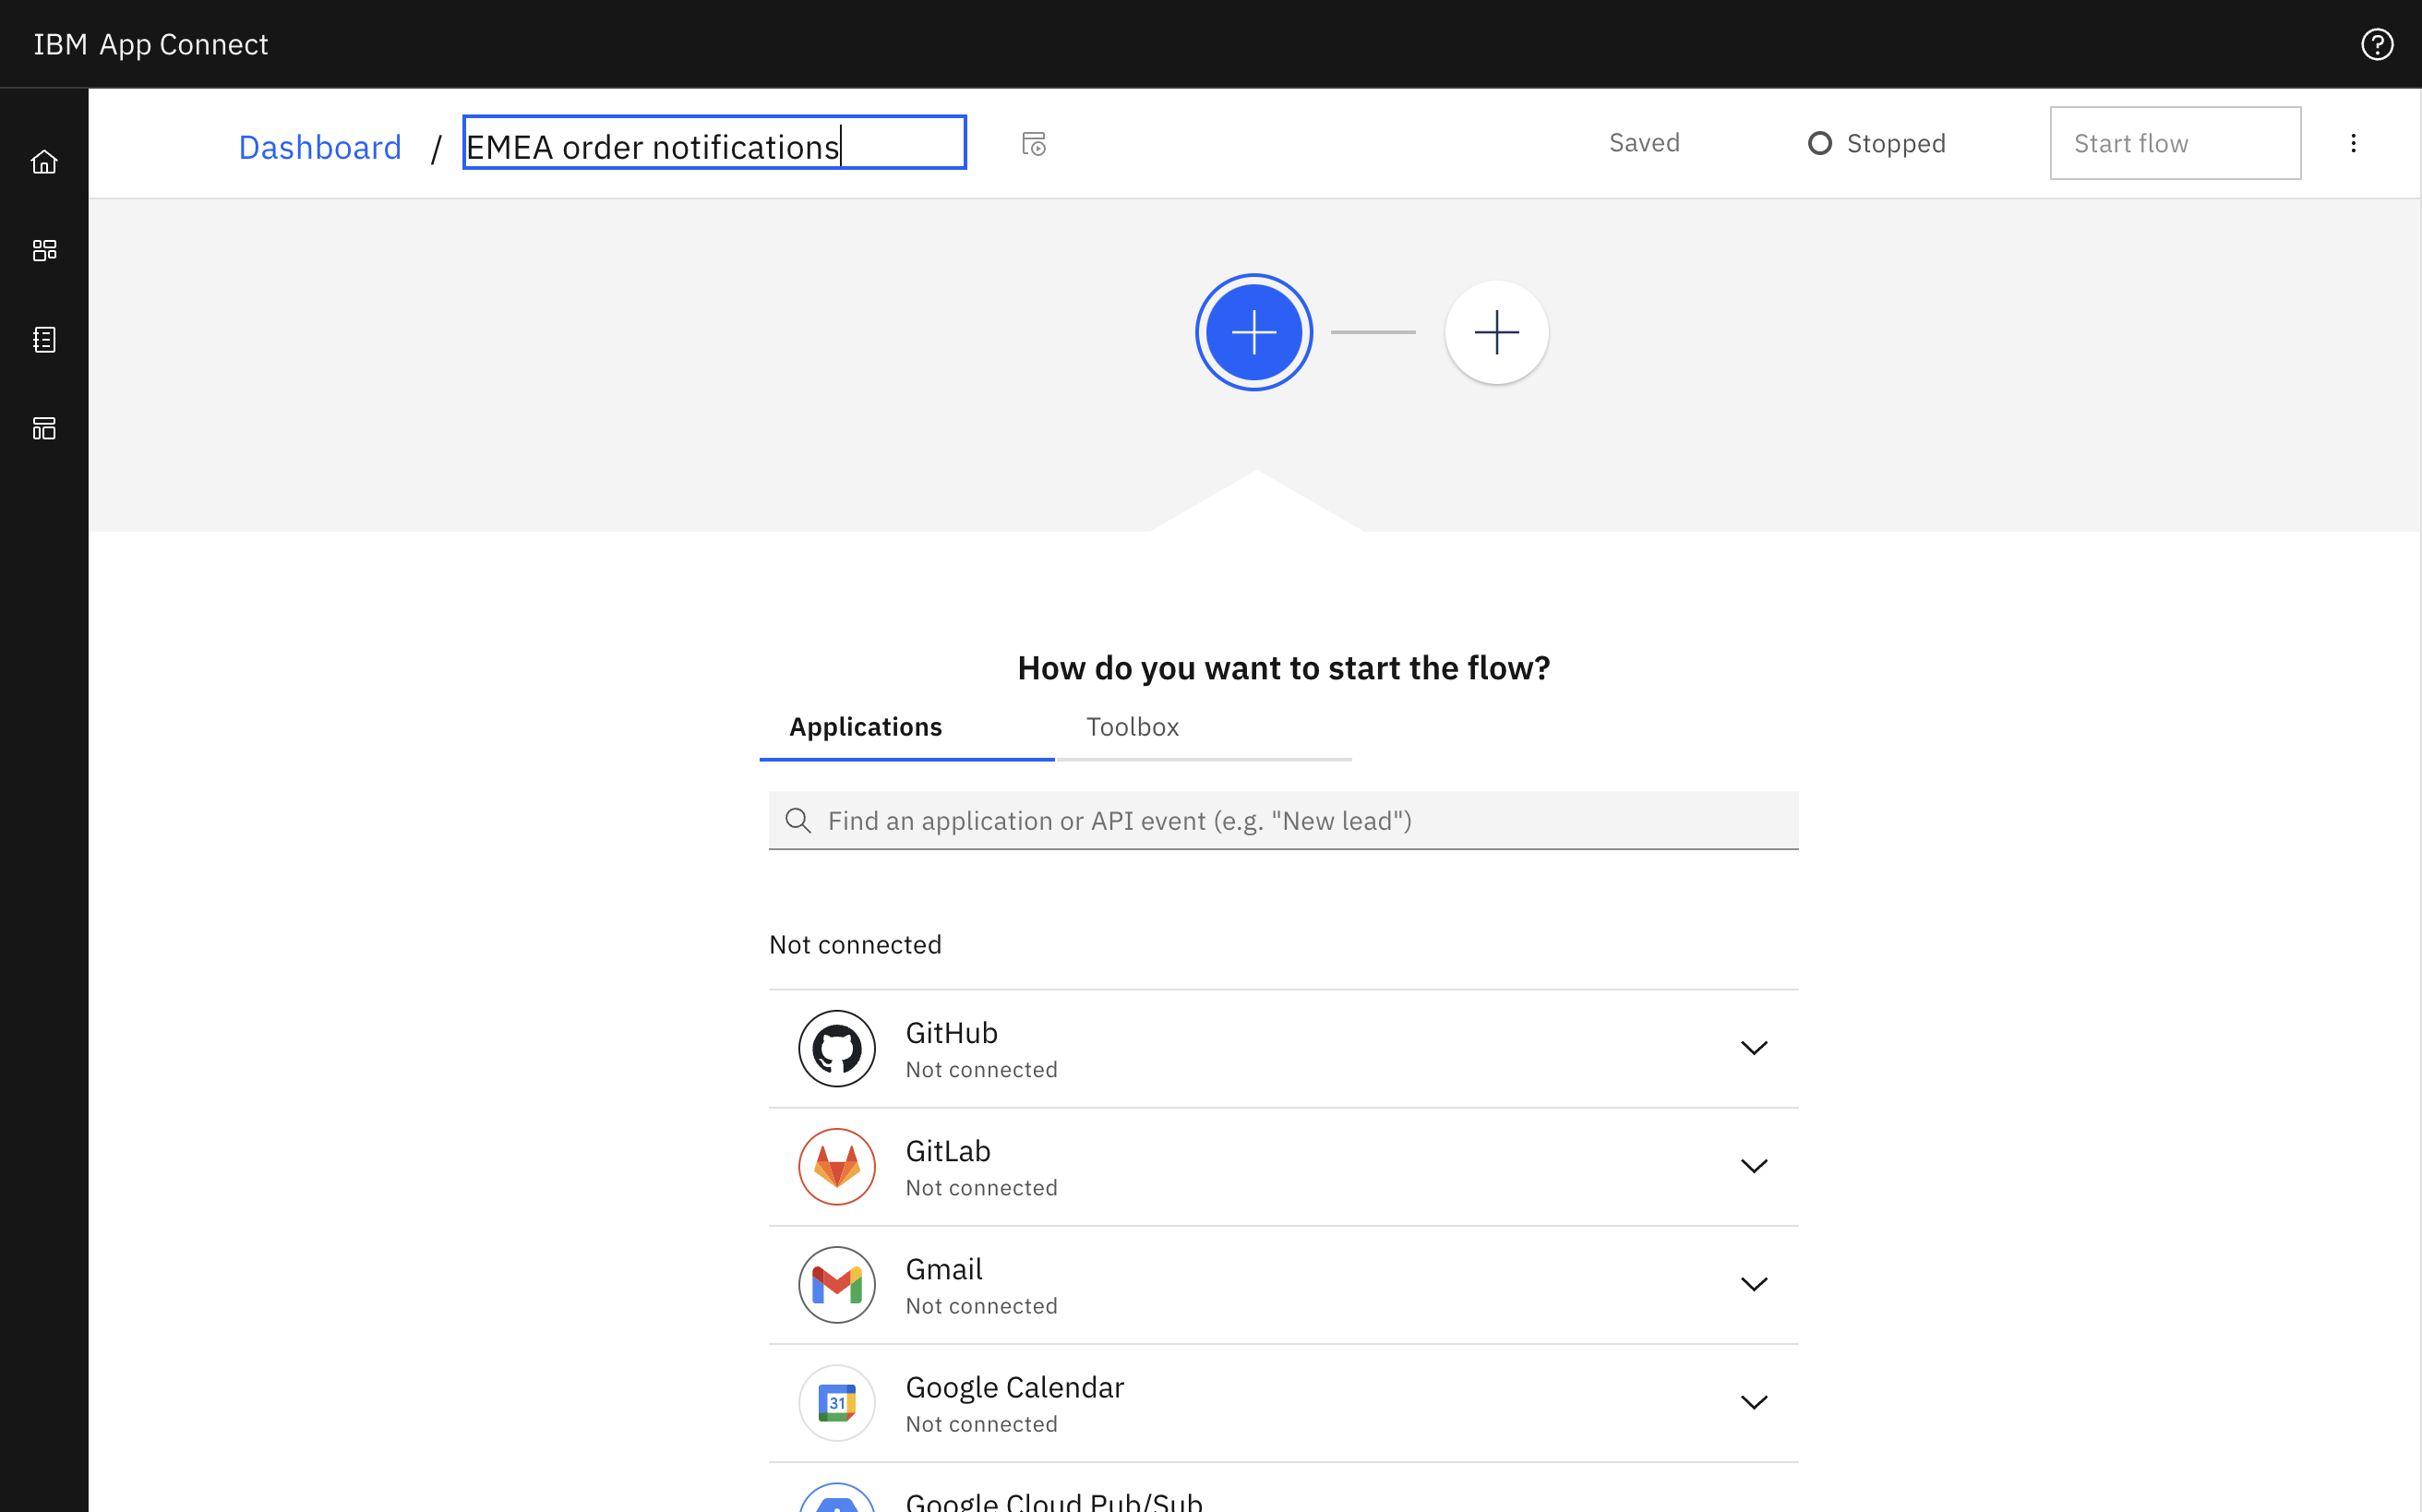 IBM App Connect
Dashboard / EMEA order notifications
Saved
Stopped
Start flow
How do you want to start the flow?
Applications
Toolbox
Find an application or API event (e.g. "New lead")
Not connected
GitHub
Not connected
GitLab
Not connected
Gmail
Not connected
31
Google Calendar
Not connected
Google Cloud Pub/Sub